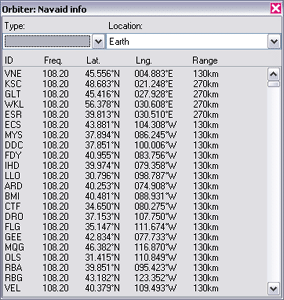 Orbiter: Navaid info
Type: Location:
Earth
ID Freq. Lat. Lng. Range
VNE 108.20 45.556°N 004.883°E 130km
KSC 108.20 48.683°N 021.248°E 270km
GLT 108.20 45.416°N 027.928°E 270km
WKL 108.20 56.378°N 030.608°E 270km
ESR 108.20 39.813°N 030.510°E 270km
ECS 108.20 43.881°N 104.308°W 130km
MYS 108.20 37.894°N 086.245°W 130km
DDC 108.20 37.851°N 100.006°W 130km
FDY 108.20 40.955°N 083.756°W 130km
IHD 108.20 39.974°N 079.358°W 130km
LLO 108.20 30.796°N 098.787°W 130km
ARD 108.20 40.253°N 074.908°W 130km
BMI 108.20 40.481°N 088.931°W 130km
CTF 108.20 34.650°N 080.275°W 130km
DRO 108.20 37.153°N 107.750°W 130km
FLG 108.20 35.147°N 111.674°W 130km
GEE 108.20 42.834°N 077.733°W 130km
MQG 108.20 46.382°N 116.870°W 130km
OLS 108.20 31.415°N 110.849°W 130km
RBA 108.20 39.851°N 095.423°W 130km
RBG 108.20 43.182°N 123.352°W 130km
VEL 108.20 40.379°N 109.493°W 130km